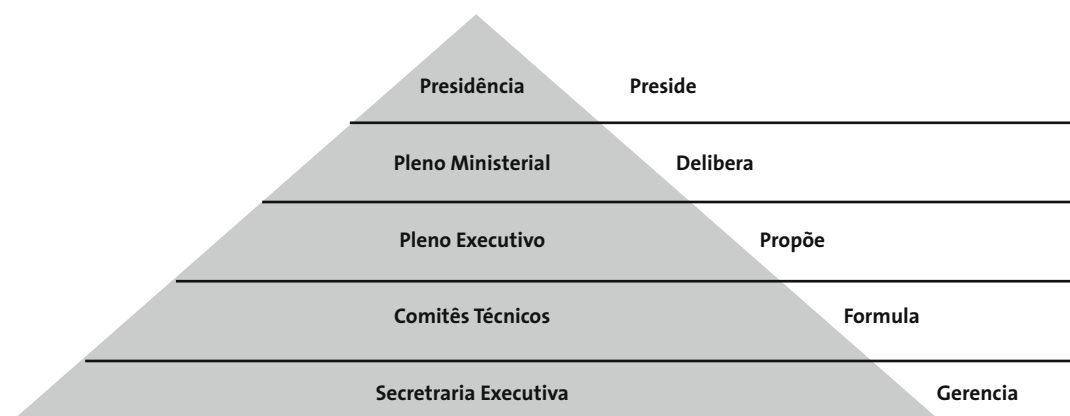 Presidência Preside
Pleno Ministerial Delibera
Pleno Executivo Propõe
Comitês Técnicos Formula
Secretraria Executiva Gerencia